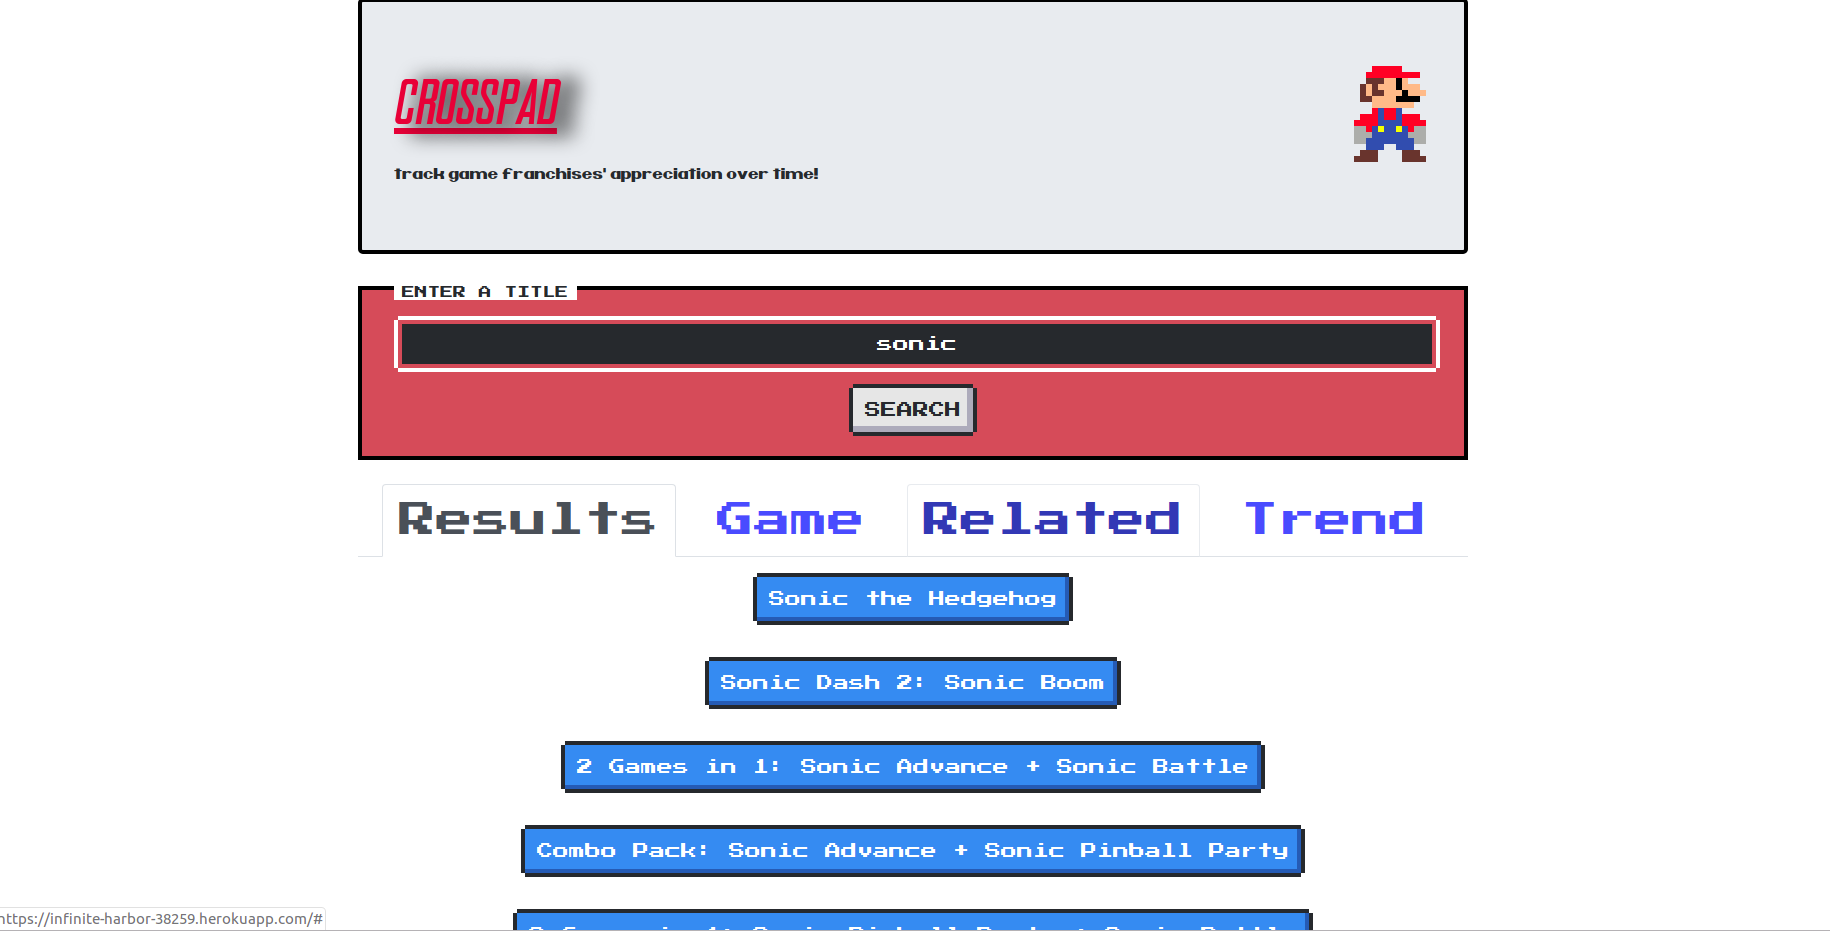 CROSSPAD
track game franchises' appreciation over time!
ENTER A TITLE
sonic
SEARCH
Results Game Related Trend
Sonic the Hedgehog
Sonic Dash 2: Sonic Boom
2 Games in 1: Sonic Advance + Sonic Battle
Combo Pack: Sonic Advance + Sonic Pinball Party
https://infinite-harbor-38259.herokuapp.com/#